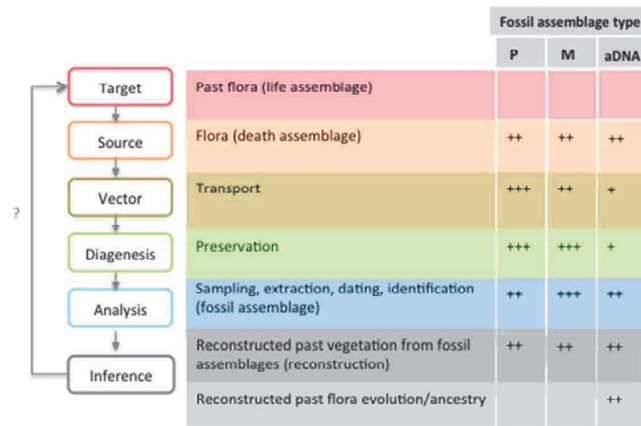 Fossil assemblage type
P M aDNA
Target Past flora (life assemblage)
Source Flora (death assemblage) ++ ++ ++
Vector Transport +++ ++ +
?
Diagenesis Preservation +++ +++ +
Analysis Sampling, extraction, dating, identification ++ +++ ++
(fossil assemblage)
Reconstructed past vegetation from fossil ++ ++ ++
assemblages (reconstruction)
Inference
Reconstructed past flora evolution/ancestry ++